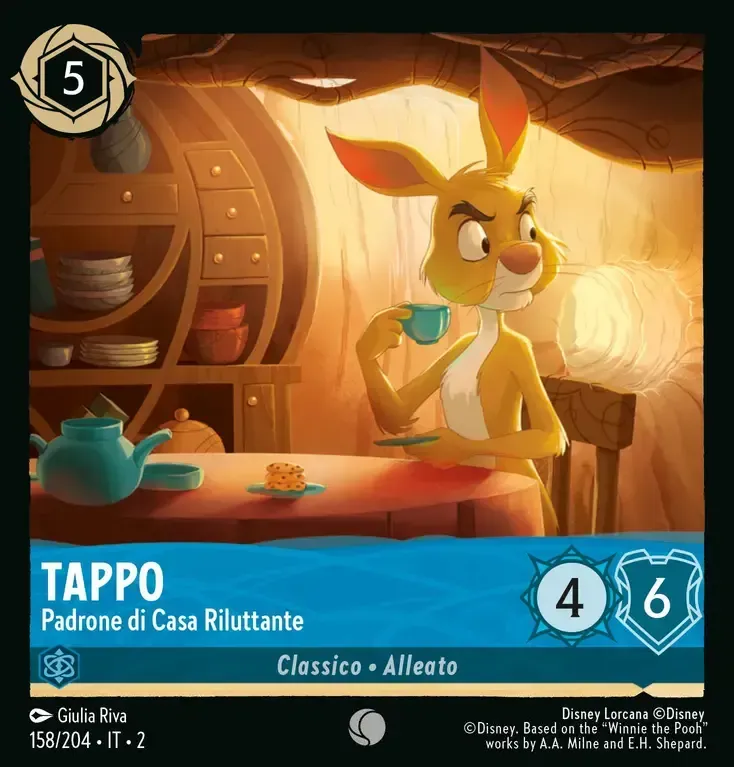 5
TAPPO
Padrone di Casa Riluttante
4
6
Classico • Alleato
Giulia Riva
158/204 • IT • 2
Disney Lorcana ©Disney
©Disney. Based on the “Winnie the Pooh”
works by A.A. Milne and E.H. Shepard.